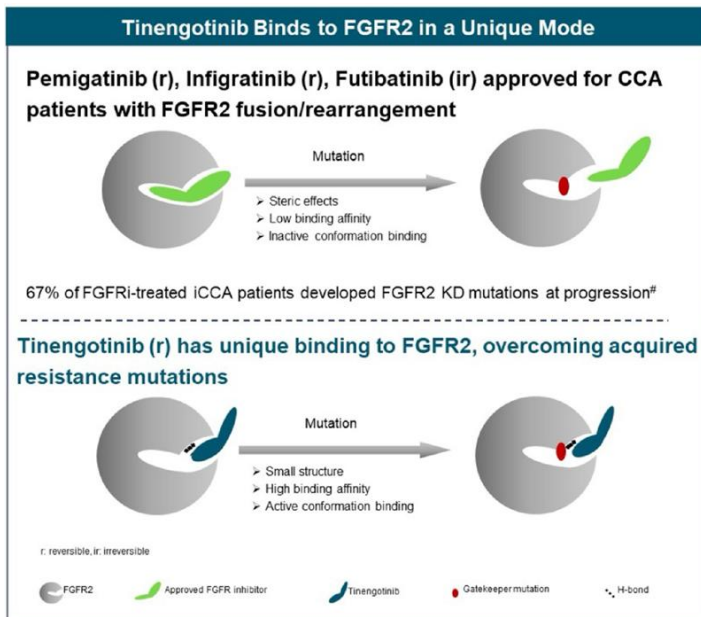 Tinengotinib Binds to FGFR2 in a Unique Mode
Pemigatinib (r), Infigratinib (r), Futibatinib (ir) approved for CCA
patients with FGFR2 fusion/rearrangement
Mutation
➢ Steric effects
➢ Low binding affinity
➢ Inactive conformation binding
67% of FGFRi-treated iCCA patients developed FGFR2 KD mutations at progression#
Tinengotinib (r) has unique binding to FGFR2, overcoming acquired
resistance mutations
Mutation
➢ Small structure
➢ High binding affinity
➢ Active conformation binding
r: reversible, ir: irreversible
FGFR2
Approved FGFR inhibitor
Tinengotinib
Gatekeeper mutation
H-bond